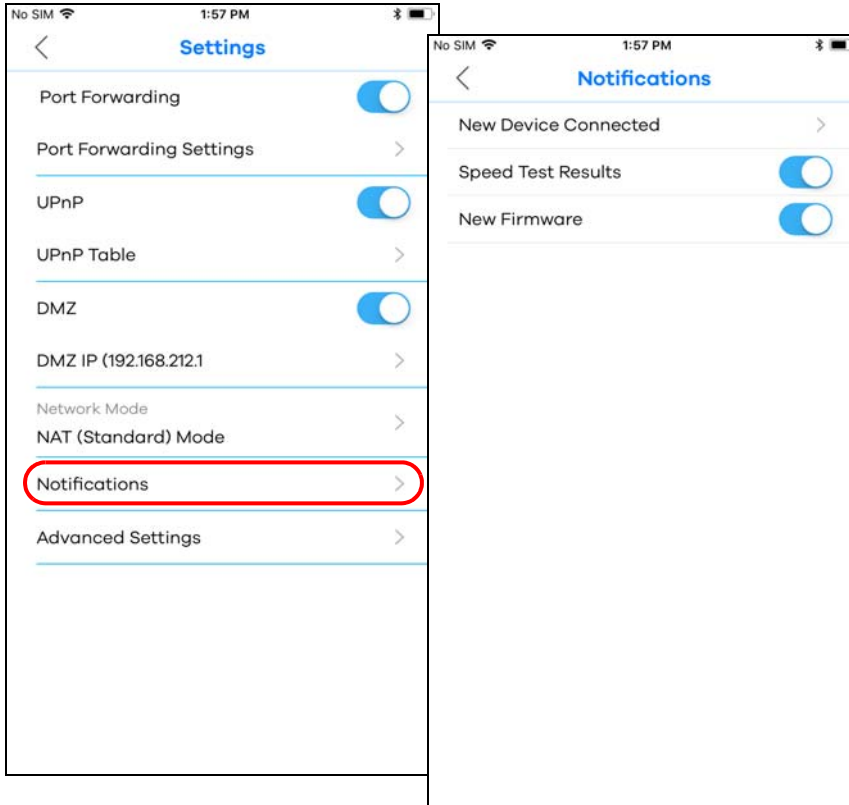 No SIM 1:57 PM
Settings
Port Forwarding
Port Forwarding Settings
UPnP
UPnP Table
DMZ
DMZ IP (192.168.212.1
Network Mode
NAT (Standard) Mode
Notifications
Advanced Settings
No SIM 1:57 PM
Notifications
New Device Connected
Speed Test Results
New Firmware